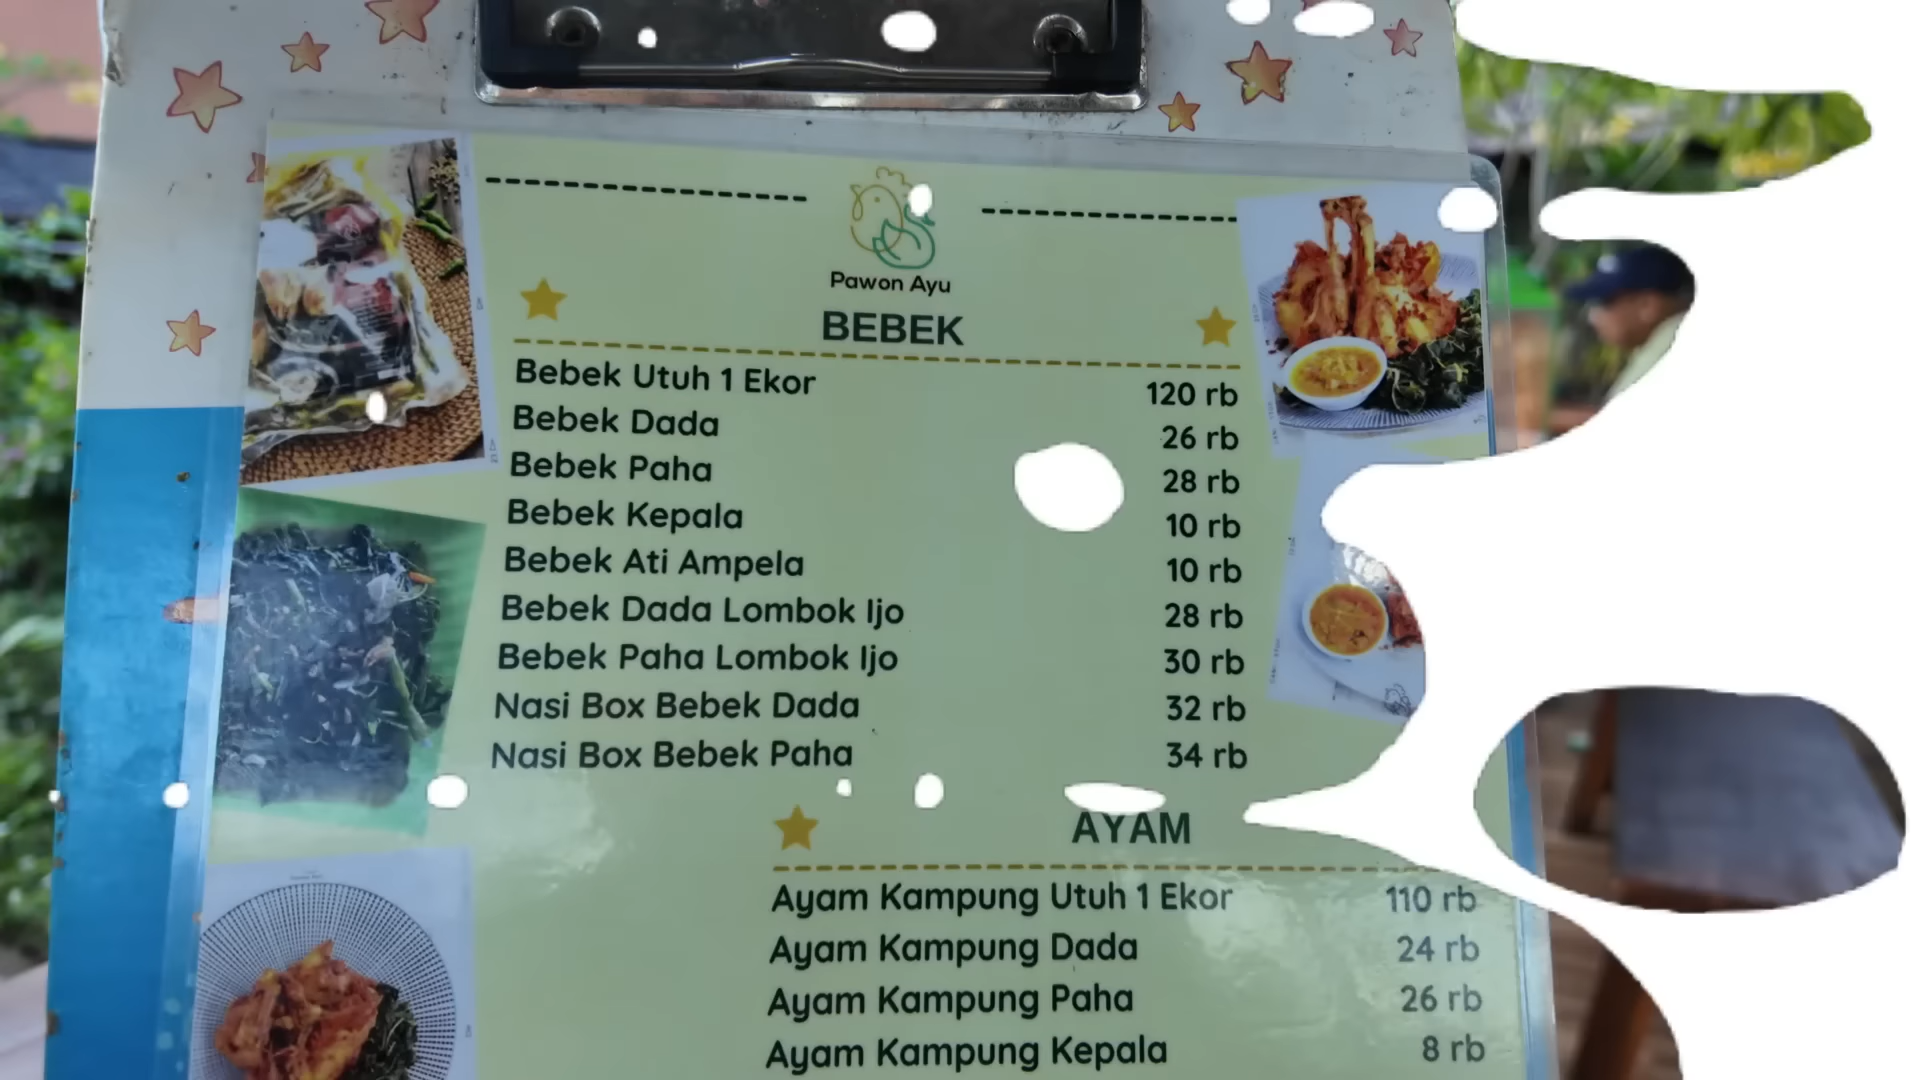 Pawon Ayu
BEBEK
Bebek Utuh 1 Ekor 120 rb
Bebek Dada 26 rb
Bebek Paha 28 rb
Bebek Kepala 10 rb
Bebek Ati Ampela 10 rb
Bebek Dada Lombok Ijo 28 rb
Bebek Paha Lombok Ijo 30 rb
Nasi Box Bebek Dada 32 rb
Nasi Box Bebek Paha 34 rb
AYAM
Ayam Kampung Utuh 1 Ekor 110 rb
Ayam Kampung Dada 24 rb
Ayam Kampung Paha 26 rb
Ayam Kampung Kepala 8 rb